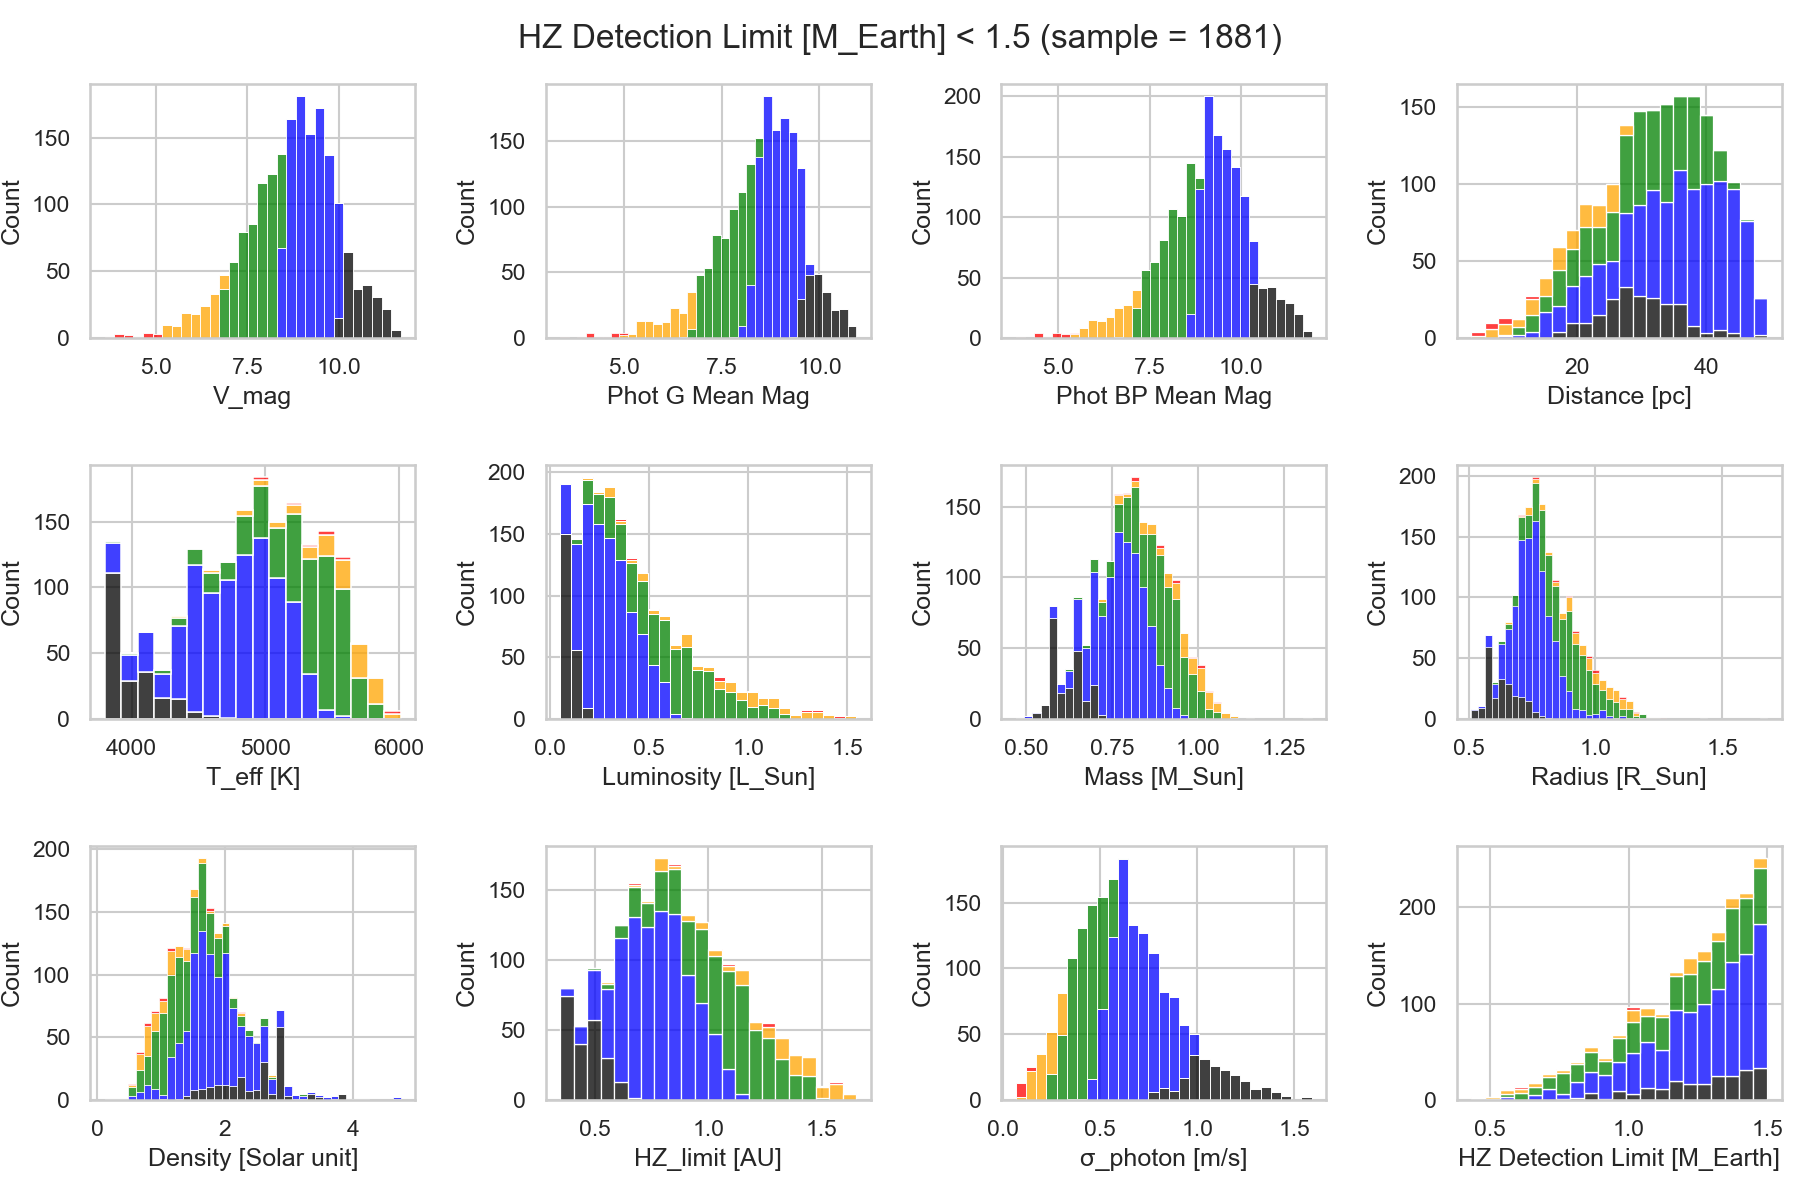 HZ Detection Limit [M_Earth] < 1.5 (sample = 1881)
Count
150
100
50
0
5.0 7.5 10.0
V_mag
Count
150
100
50
0
5.0 7.5 10.0
Phot G Mean Mag
Count
200
150
100
50
0
5.0 7.5 10.0
Phot BP Mean Mag
Count
150
100
50
0
20 40
Distance [pc]
Count
150
100
50
0
4000 5000 6000
T_eff [K]
Count
200
150
100
50
0
0.0 0.5 1.0 1.5
Luminosity [L_Sun]
Count
150
100
50
0
0.50 0.75 1.00 1.25
Mass [M_Sun]
Count
200
150
100
50
0
0.5 1.0 1.5
Radius [R_Sun]
Count
200
150
100
50
0
0 2 4
Density [Solar unit]
Count
150
100
50
0
0.5 1.0 1.5
HZ_limit [AU]
Count
150
100
50
0
0.0 0.5 1.0 1.5
σ_photon [m/s]
Count
200
100
0
0.5 1.0 1.5
HZ Detection Limit [M_Earth]